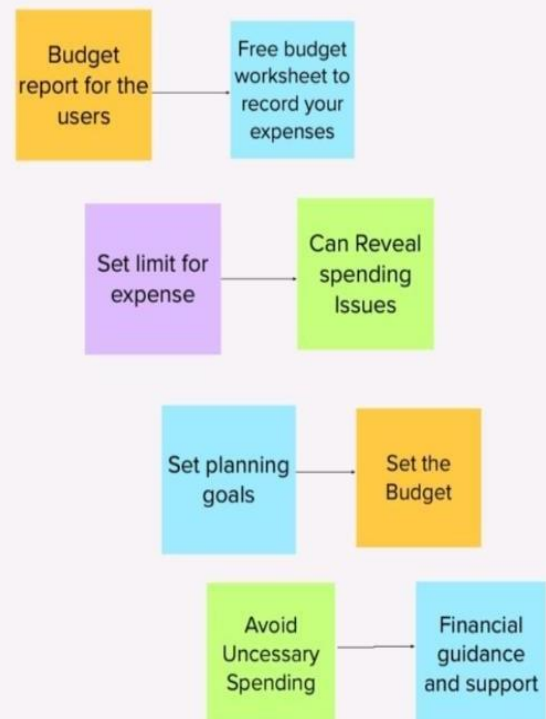 Budget
report for the
users
Free budget
worksheet to
record your
expenses
Set limit for
expense
Can Reveal
spending
Issues
Set planning
goals
Set the
Budget
Avoid
Uncessary
Spending
Financial
guidance
and support